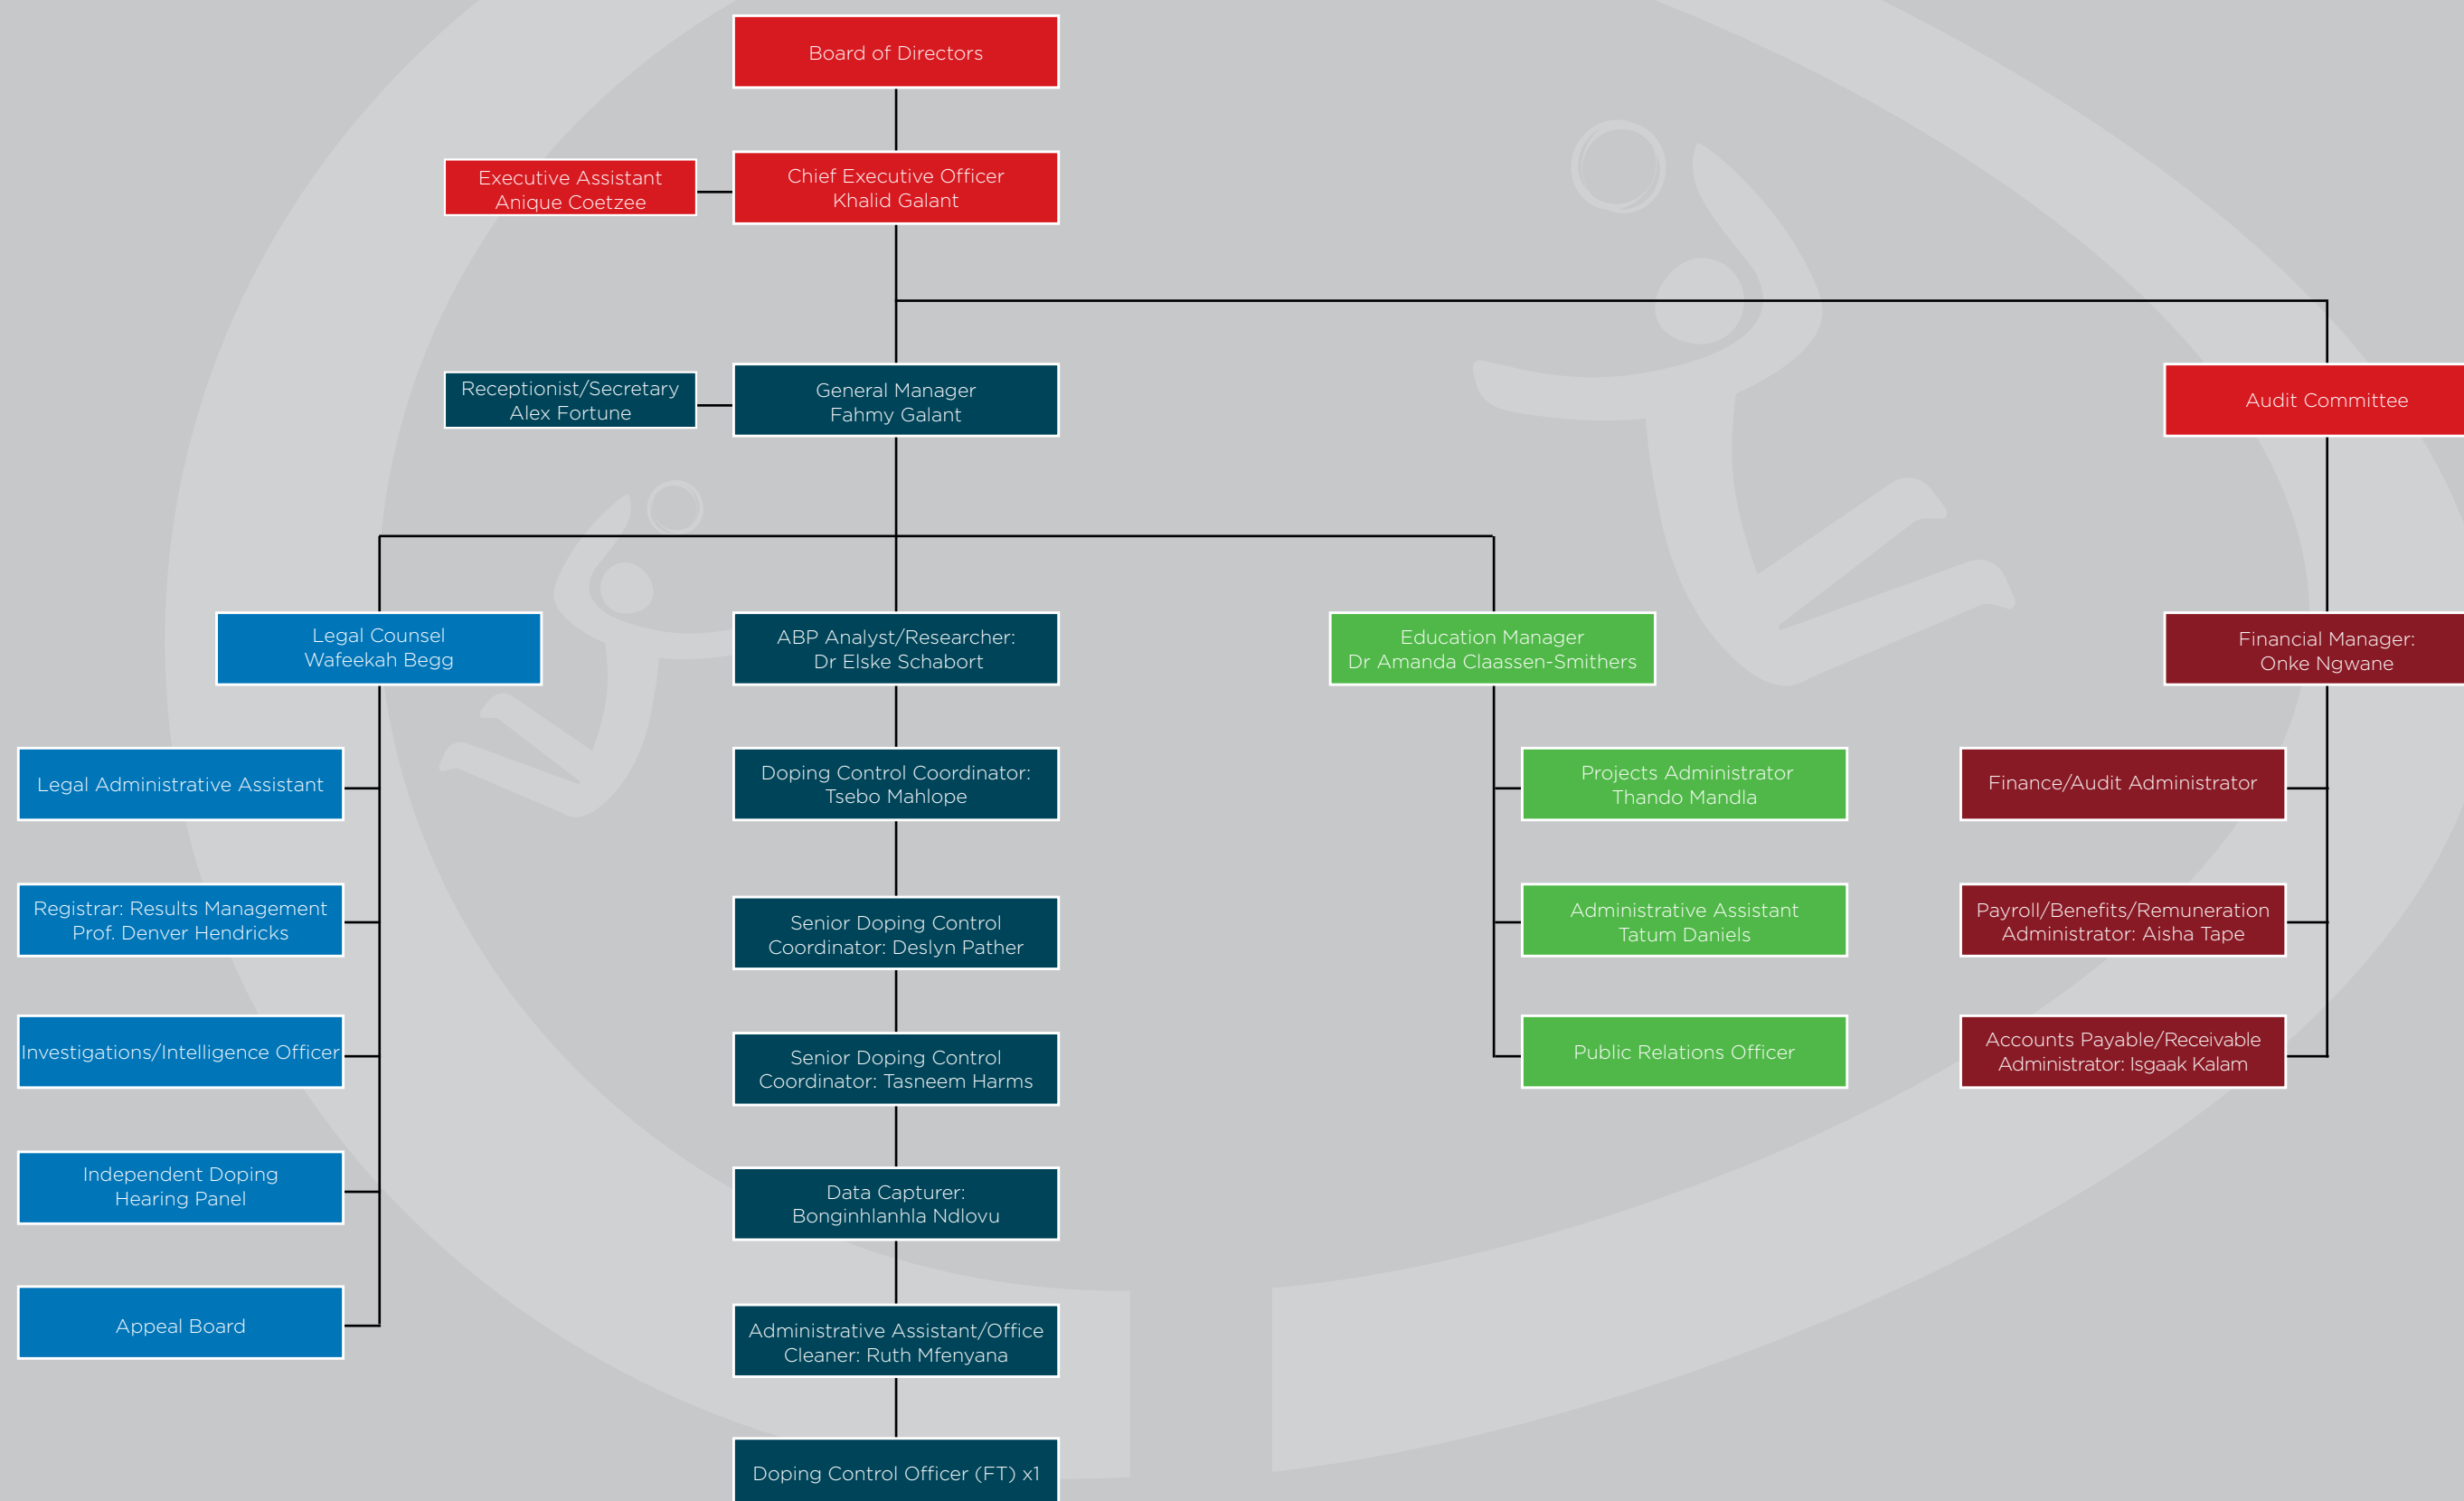 Board of Directors
Executive Assistant
Anique Coetzee
Chief Executive Officer
Khalid Galant
Receptionist/Secretary
Alex Fortune
General Manager
Fahmy Galant
Audit Committee
Legal Counsel
Wafeekah Begg
ABP Analyst/Researcher:
Dr Elske Schabort
Education Manager
Dr Amanda Claassen-Smithers
Financial Manager:
Onke Ngwane
Legal Administrative Assistant
Doping Control Coordinator:
Tsebo Mahlope
Projects Administrator
Thando Mandla
Finance/Audit Administrator
Registrar: Results Management
Prof. Denver Hendricks
Senior Doping Control
Coordinator: Deslyn Pather
Administrative Assistant
Tatum Daniels
Payroll/Benefits/Remuneration
Administrator: Aisha Tape
Investigations/Intelligence Officer
Senior Doping Control
Coordinator: Tasneem Harms
Public Relations Officer
Accounts Payable/Receivable
Administrator: Isgaak Kalam
Independent Doping
Hearing Panel
Data Capturer:
Bonginhlanhla Ndlovu
Appeal Board
Administrative Assistant/Office
Cleaner: Ruth Mfenyana
Doping Control Officer (FT) x1